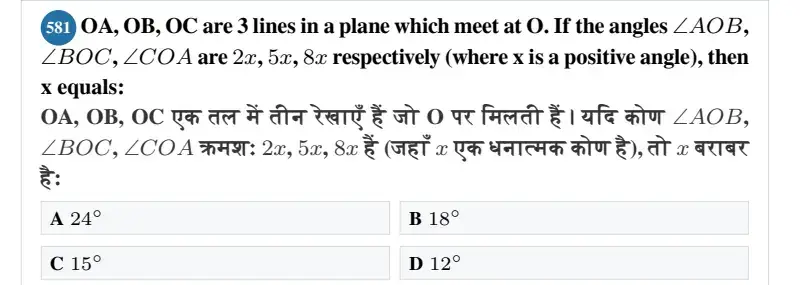 581 OA, OB, OC are 3 lines in a plane which meet at O. If the angles ∠AOB,
∠BOC, ∠COA are 2x, 5x, 8x respectively (where x is a positive angle), then
x equals:
OA, OB, OC एक तल में तीन रेखाएँ हैं जो O पर मिलती हैं। यदि कोण ∠AOB,
∠BOC, ∠COA क्रमशः 2x, 5x, 8x हैं (जहाँ x एक धनात्मक कोण है), तो x बराबर
है:
A 24°
B 18°
C 15°
D 12°